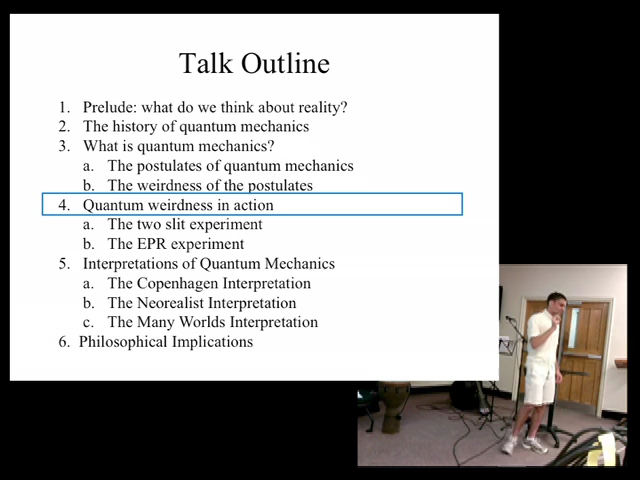 Talk Outline
1. Prelude: what do we think about reality?
2. The history of quantum mechanics
3. What is quantum mechanics?
a. The postulates of quantum mechanics
b. The weirdness of the postulates
4. Quantum weirdness in action
a. The two slit experiment
b. The EPR experiment
5. Interpretations of Quantum Mechanics
a. The Copenhagen Interpretation
b. The Neorealist Interpretation
c. The Many Worlds Interpretation
6. Philosophical Implications